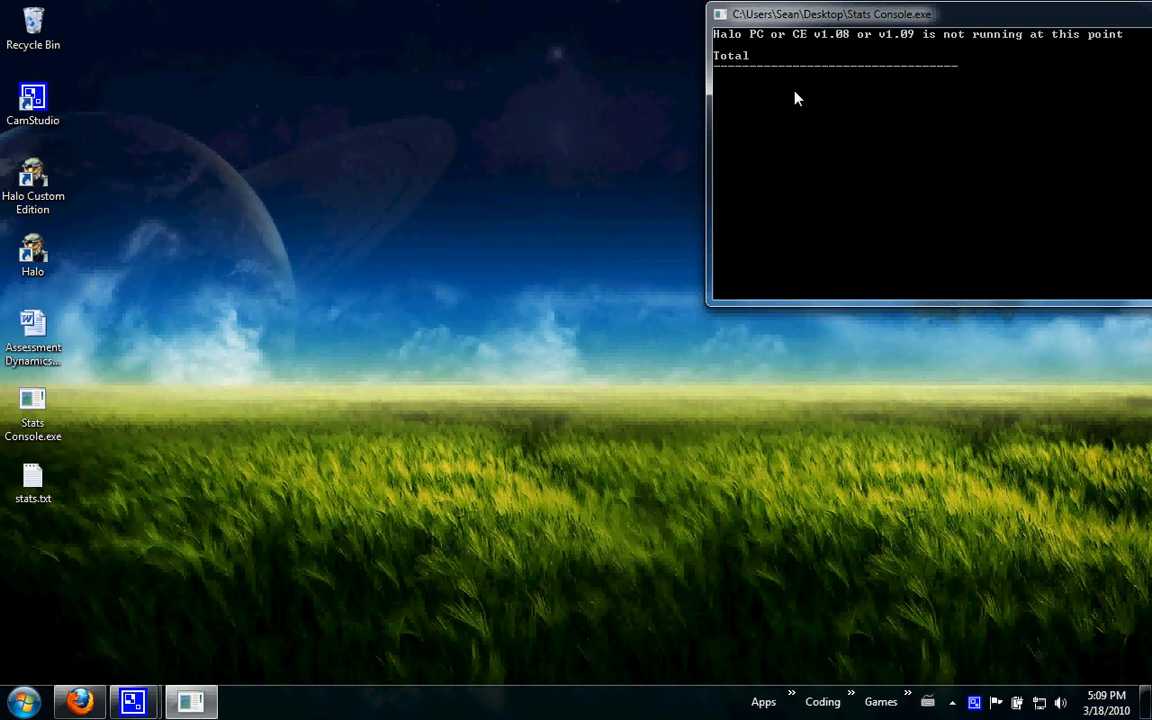 Recycle Bin
CamStudio
Halo Custom
Edition
Halo
Assessment
Dynamics...
Stats
Console.exe
stats.txt
C:\Users\Sean\Desktop\Stats Console.exe
Halo PC or CE v1.08 or v1.09 is not running at this point
Total
----------------------------------
Apps » Coding » Games »
5:09 PM
3/18/2010